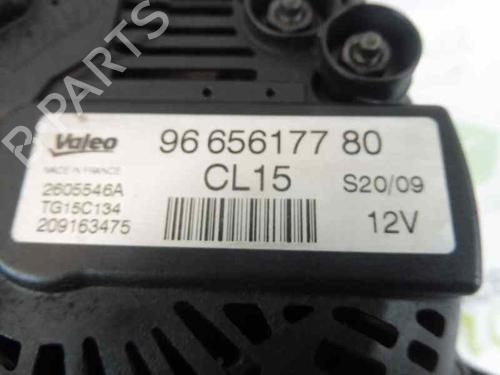 B-PARTS
Valeo
MADE IN FRANCE
96 656177 80
2605546A
CL15
S20/09
TG15C134
209163475
12V